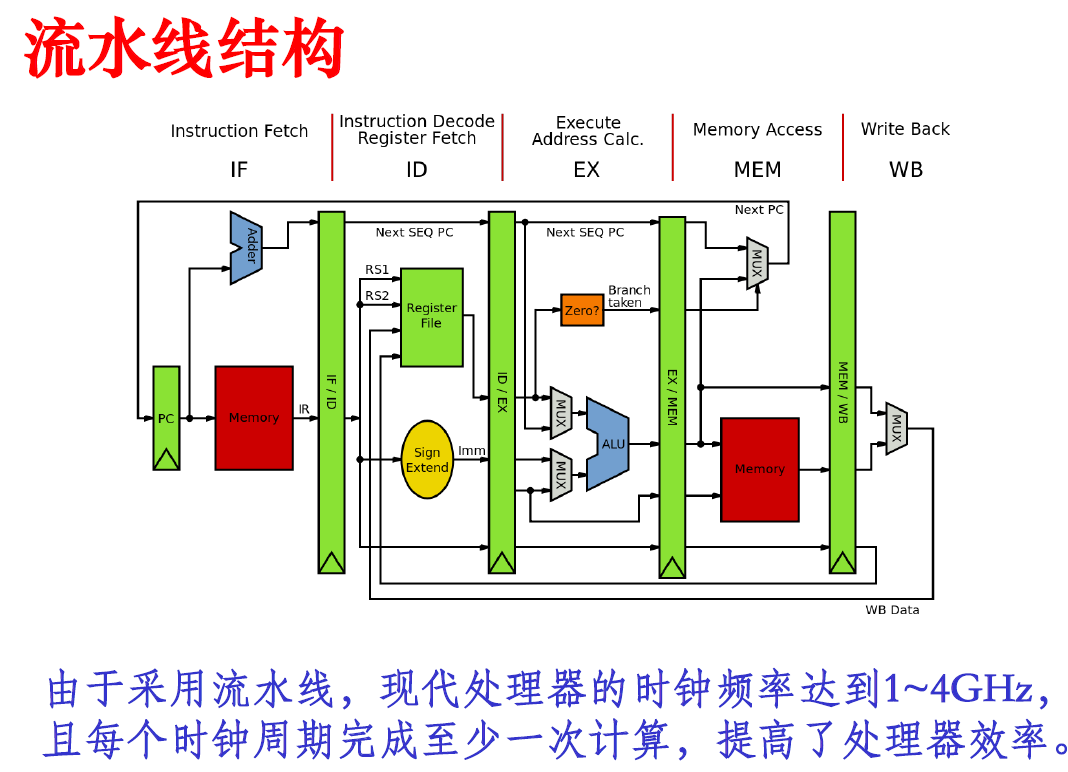 流水线结构
Instruction Fetch
IF
Instruction Decode
Register Fetch
ID
Execute
Address Calc.
EX
Memory Access
MEM
Write Back
WB
Next PC
Adder
Next SEQ PC
Next SEQ PC
MUX
RS1
RS2
Register
File
Branch
taken
Zero?
IF / ID
ID / EX
EX / MEM
MEM / WB
PC
Memory
IR
MUX
ALU
MUX
Sign
Extend
Imm
Memory
MUX
WB Data
由于采用流水线，现代处理器的时钟频率达到1~4GHz，
且每个时钟周期完成至少一次计算，提高了处理器效率。